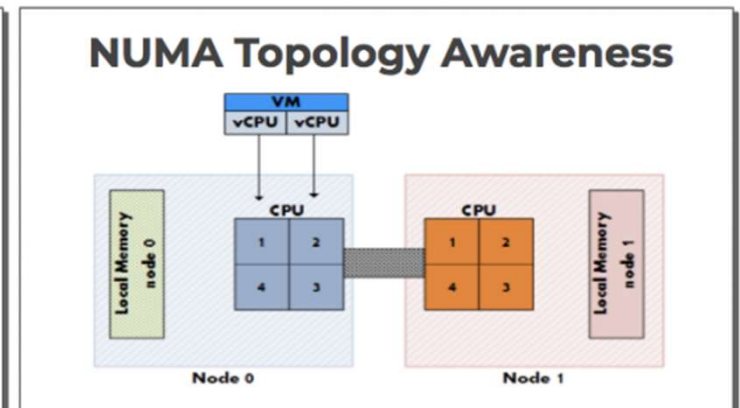 NUMA Topology Awareness
VM
vCPU vCPU
CPU
1 2
4 3
CPU
1 2
4 3
Local Memory
node 0
Local Memory
node 1
Node 0
Node 1